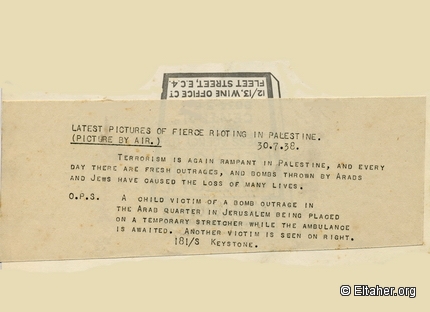 12/13, WINE OFFICE CT
FLEET STREET, E.C.4.
LATEST PICTURES OF FIERCE RIOTING IN PALESTINE.
(PICTURE BY AIR.) 30.7.38.
TERRORISM IS AGAIN RAMPANT IN PALESTINE, AND EVERY
DAY THERE ARE FRESH OUTRAGES, AND BOMBS THROWN BY ARABS
AND JEWS HAVE CAUSED THE LOSS OF MANY LIVES.
O.P.S. A CHILD VICTIM OF A BOMB OUTRAGE IN
THE ARAB QUARTER IN JERUSALEM BEING PLACED
ON A TEMPORARY STRETCHER WHILE THE AMBULANCE
IS AWAITED. ANOTHER VICTIM IS SEEN ON RIGHT.
181/S KEYSTONE.
© Eltaher.org